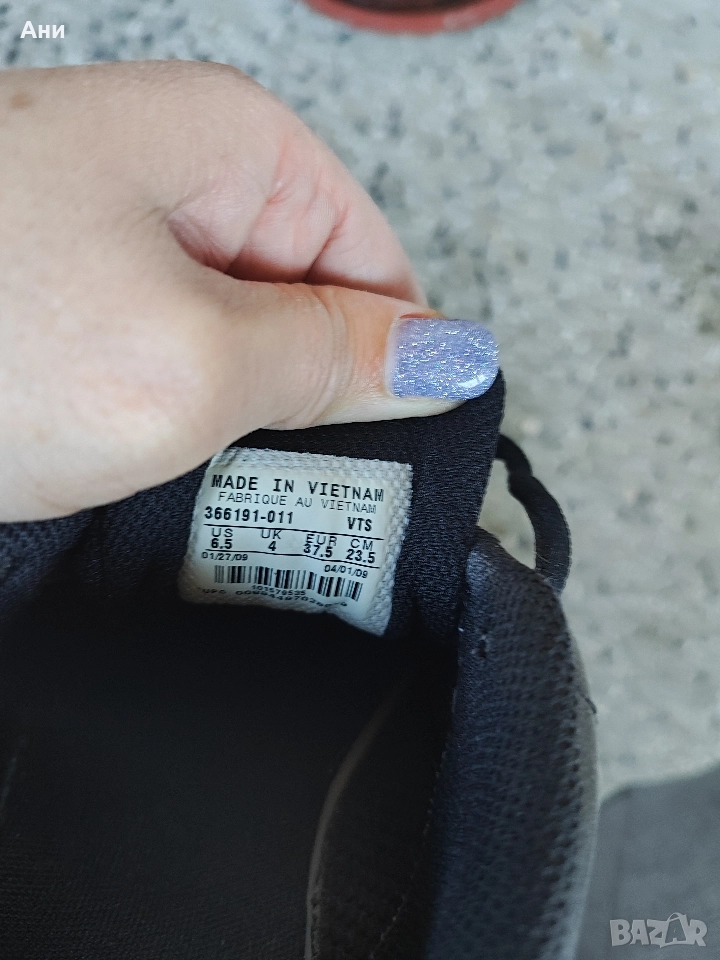 Ани
MADE IN VIETNAM
FABRIQUE AU VIETNAM
366191-011 VTS
US UK EUR CM
6.5 4 37.5 23.5
01/27/09 04/01/09
BAZAR